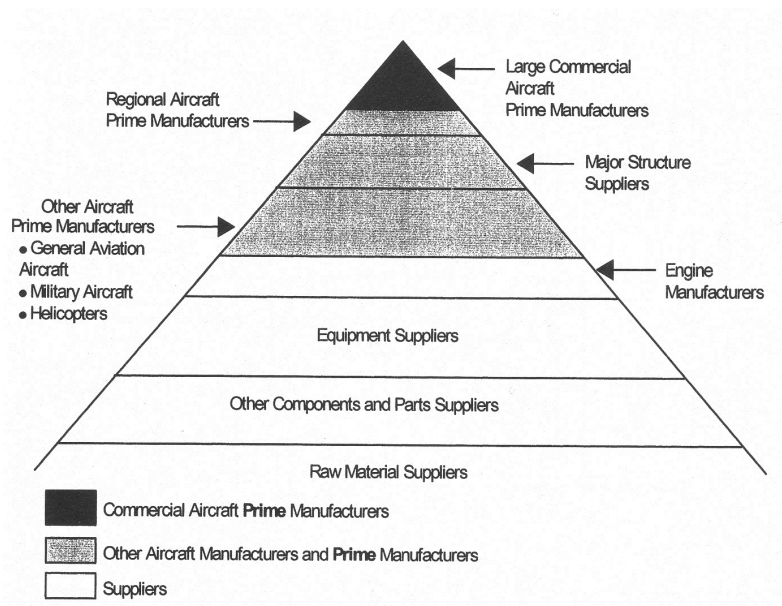 Large Commercial
Aircraft
Prime Manufacturers
Regional Aircraft
Prime Manufacturers
Major Structure
Suppliers
Other Aircraft
Prime Manufacturers
• General Aviation
Aircraft
• Military Aircraft
• Helicopters
Engine
Manufacturers
Equipment Suppliers
Other Components and Parts Suppliers
Raw Material Suppliers
Commercial Aircraft Prime Manufacturers
Other Aircraft Manufacturers and Prime Manufacturers
Suppliers